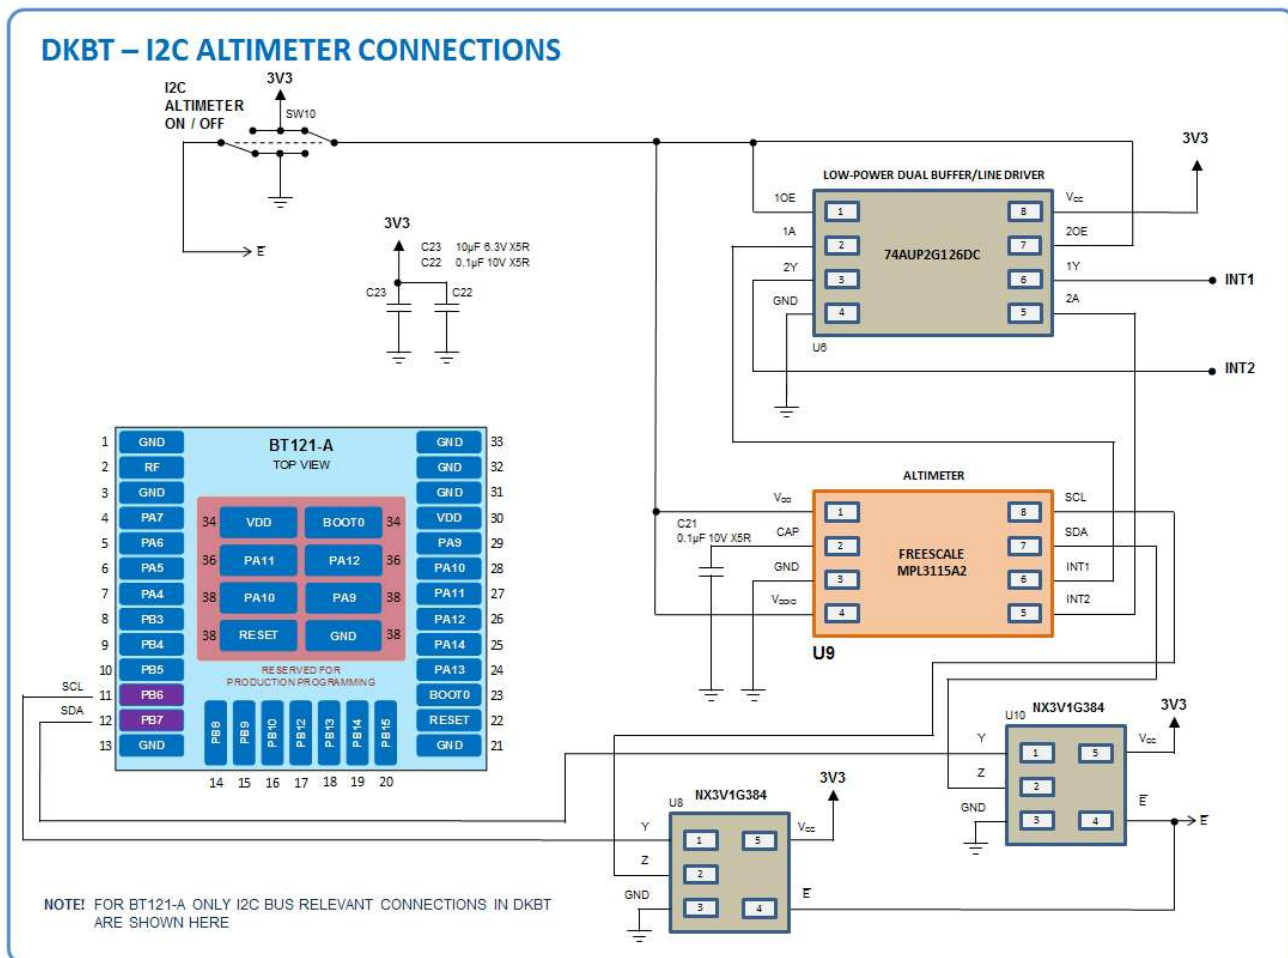 DKBT – I2C ALTIMETER CONNECTIONS
I2C
ALTIMETER
ON / OFF
3V3
SW10
E
3V3
C23 10µF 6.3V X5R
C22 0.1µF 10V X5R
C23
C22
LOW-POWER DUAL BUFFER/LINE DRIVER
3V3
1OE
1
8
Vcc
1A
2
74AUP2G126DC
7
2OE
2Y
3
6
1Y
INT1
GND
4
5
2A
U6
INT2
BT121-A
TOP VIEW
1 GND
2 RF
3 GND
4 PA7
5 PA6
6 PA5
7 PA4
8 PB3
9 PB4
10 PB5
SCL 11 PB6
SDA 12 PB7
13 GND
34 VDD BOOT0 34
36 PA11 PA12 36
38 PA10 PA9 38
38 RESET GND 38
RESERVED FOR
PRODUCTION PROGRAMMING
PB8 PB9 PB10 PB12 PB13 PB14 PB15
14 15 16 17 18 19 20
GND 33
GND 32
GND 31
VDD 30
PA9 29
PA10 28
PA11 27
PA12 26
PA14 25
PA13 24
BOOT0 23
RESET 22
GND 21
ALTIMETER
Vcc
1
8
SCL
C21
0.1µF 10V X5R
CAP
2
FREESCALE
MPL3115A2
7
SDA
GND
3
6
INT1
VDDIO
4
5
INT2
U9
NX3V1G384
U10
3V3
Y
1
5
Vcc
Z
2
GND
3
4
E
E
NX3V1G384
U8
3V3
Y
1
5
Vcc
Z
2
GND
3
4
E
NOTE! FOR BT121-A ONLY I2C BUS RELEVANT CONNECTIONS IN DKBT
ARE SHOWN HERE